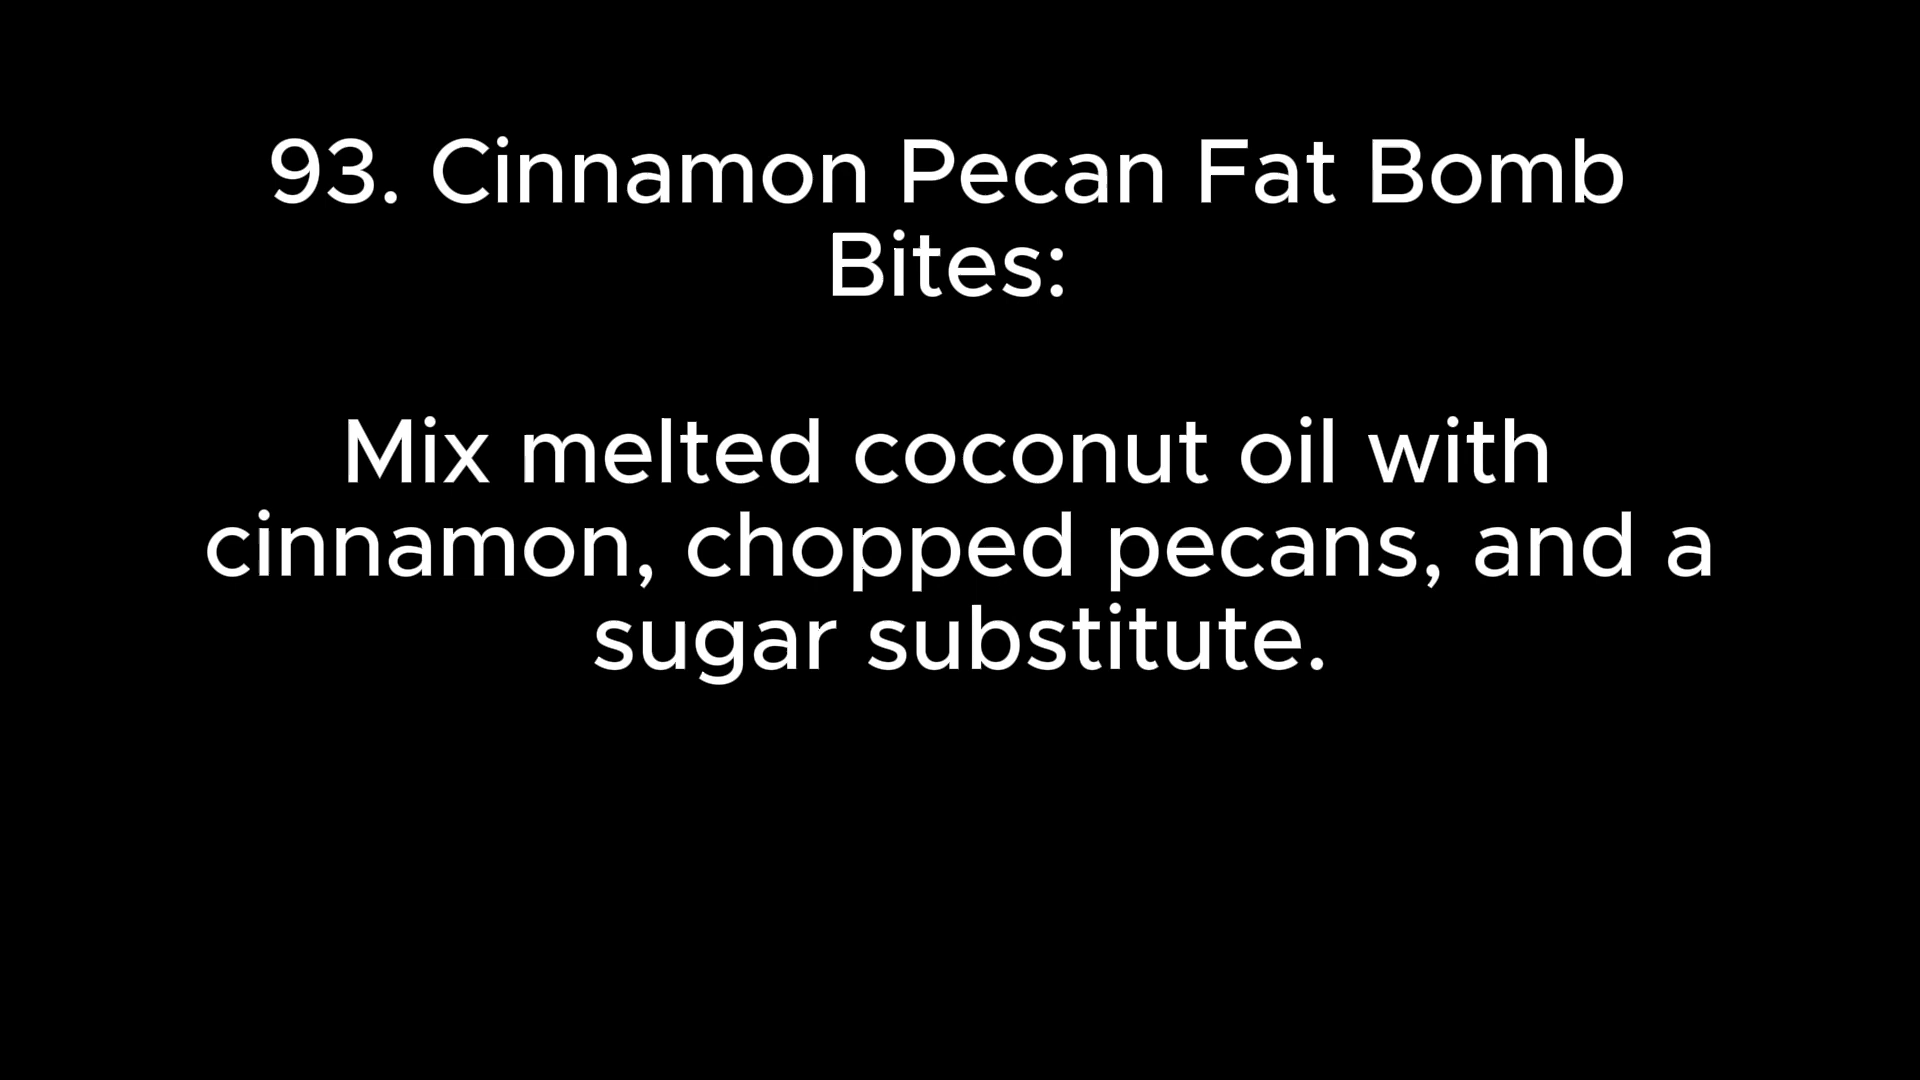 93. Cinnamon Pecan Fat Bomb
Bites:
Mix melted coconut oil with
cinnamon, chopped pecans, and a
sugar substitute.